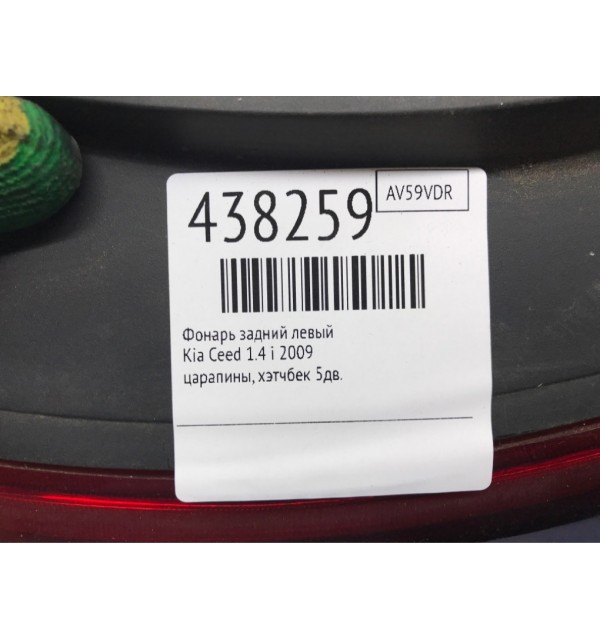 438259
AV59VDR
Фонарь задний левый
Kia Ceed 1.4 i 2009
царапины, хэтчбек 5дв.